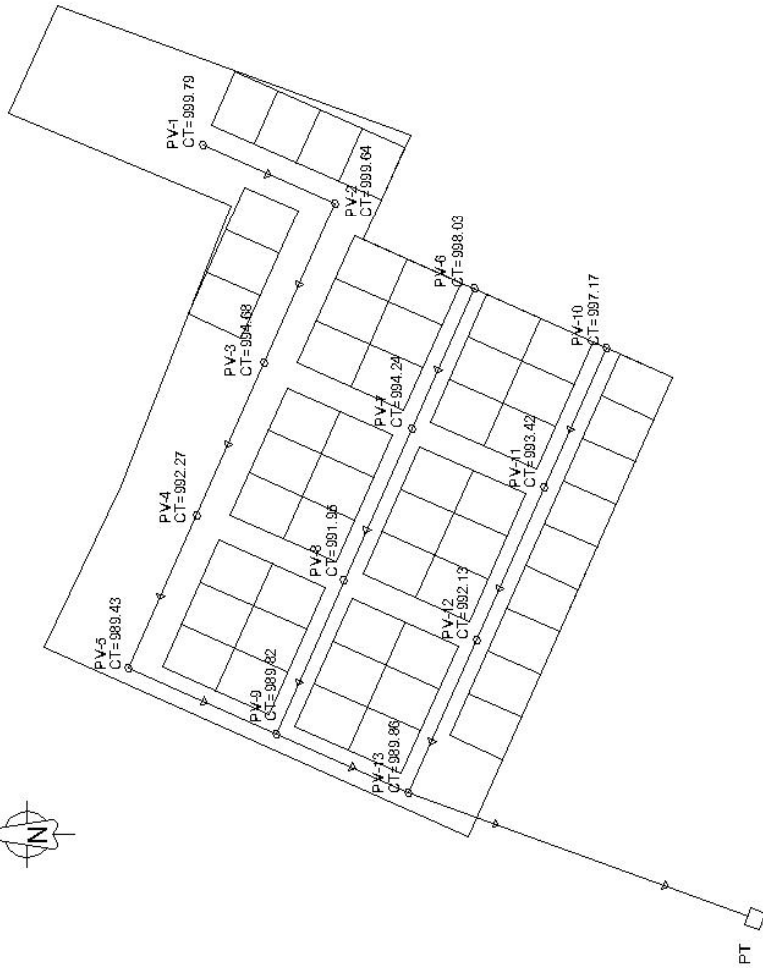 PV-1
CT=999.79
PV-2
CT=999.64
PV-3
CT=994.68
PV-4
CT=992.27
PV-5
CT=989.43
PV-6
CT=998.03
PV-7
CT=994.24
PV-8
CT=991.95
PV-9
CT=989.82
PV-10
CT=997.17
PV-11
CT=993.42
PV-12
CT=992.13
PV-13
CT=989.86
N
PT